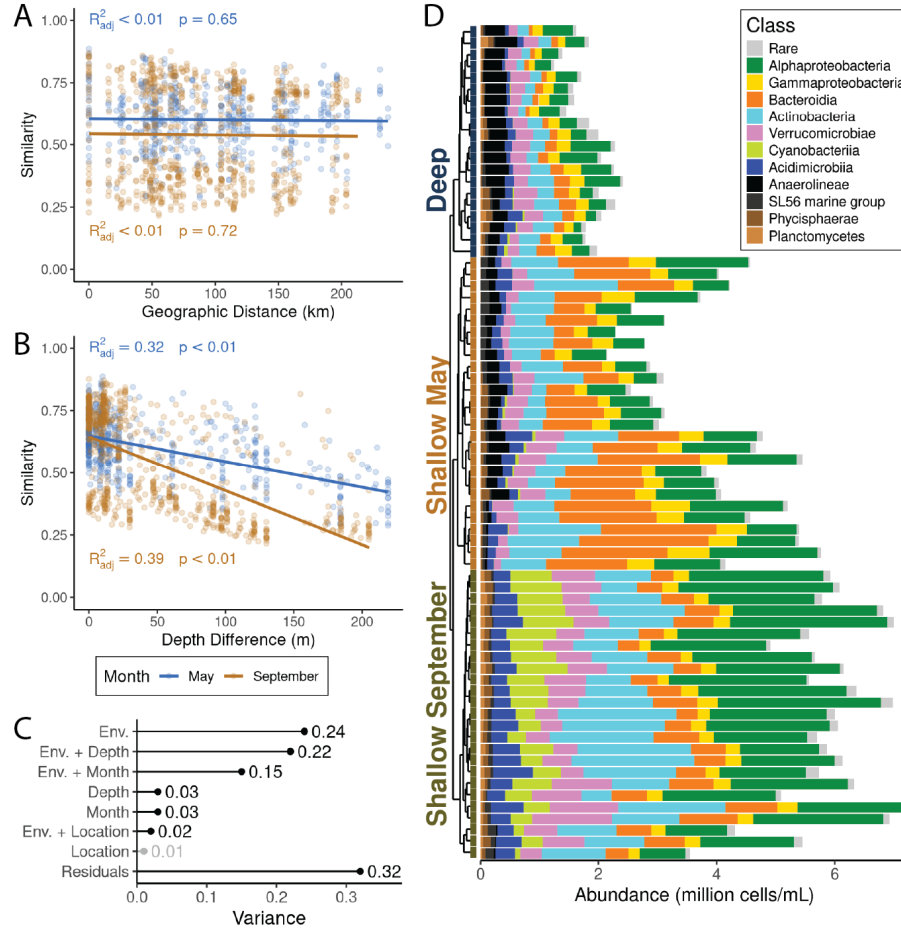 A
R²adj < 0.01 p = 0.65
1.00
0.75
0.50
0.25
0.00
Similarity
R²adj < 0.01 p = 0.72
0 50 100 150 200
Geographic Distance (km)
B
R²adj = 0.32 p < 0.01
1.00
0.75
0.50
0.25
0.00
Similarity
R²adj = 0.39 p < 0.01
0 50 100 150 200
Depth Difference (m)
Month May September
C
Env. 0.24
Env. + Depth 0.22
Env. + Month 0.15
Depth 0.03
Month 0.03
Env. + Location 0.02
Location 0.01
Residuals 0.32
0.0 0.1 0.2 0.3
Variance
D
Deep
Shallow May
Shallow September
Class
Rare
Alphaproteobacteria
Gammaproteobacteria
Bacteroidia
Actinobacteria
Verrucomicrobiae
Cyanobacteriia
Acidimicrobiia
Anaerolineae
SL56 marine group
Phycisphaerae
Planctomycetes
0 2 4 6
Abundance (million cells/mL)